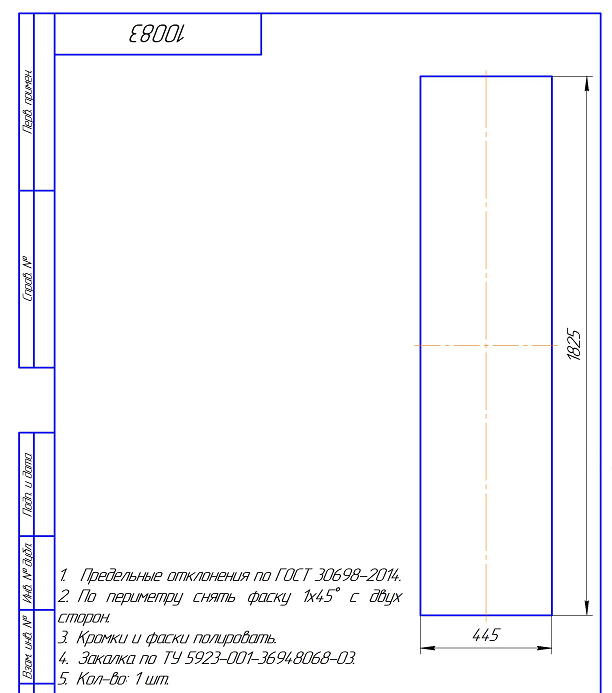 10083
Перв. примен.
Справ. №
Подп. и дата
Инв. № дубл.
Взам. инв. №
1825
445
1. Предельные отклонения по ГОСТ 30698-2014.
2. По периметру снять фаску 1x45° с двух
сторон.
3. Кромки и фаски полировать.
4. Закалка по ТУ 5923-001-36948068-03.
5. Кол-во: 1 шт.